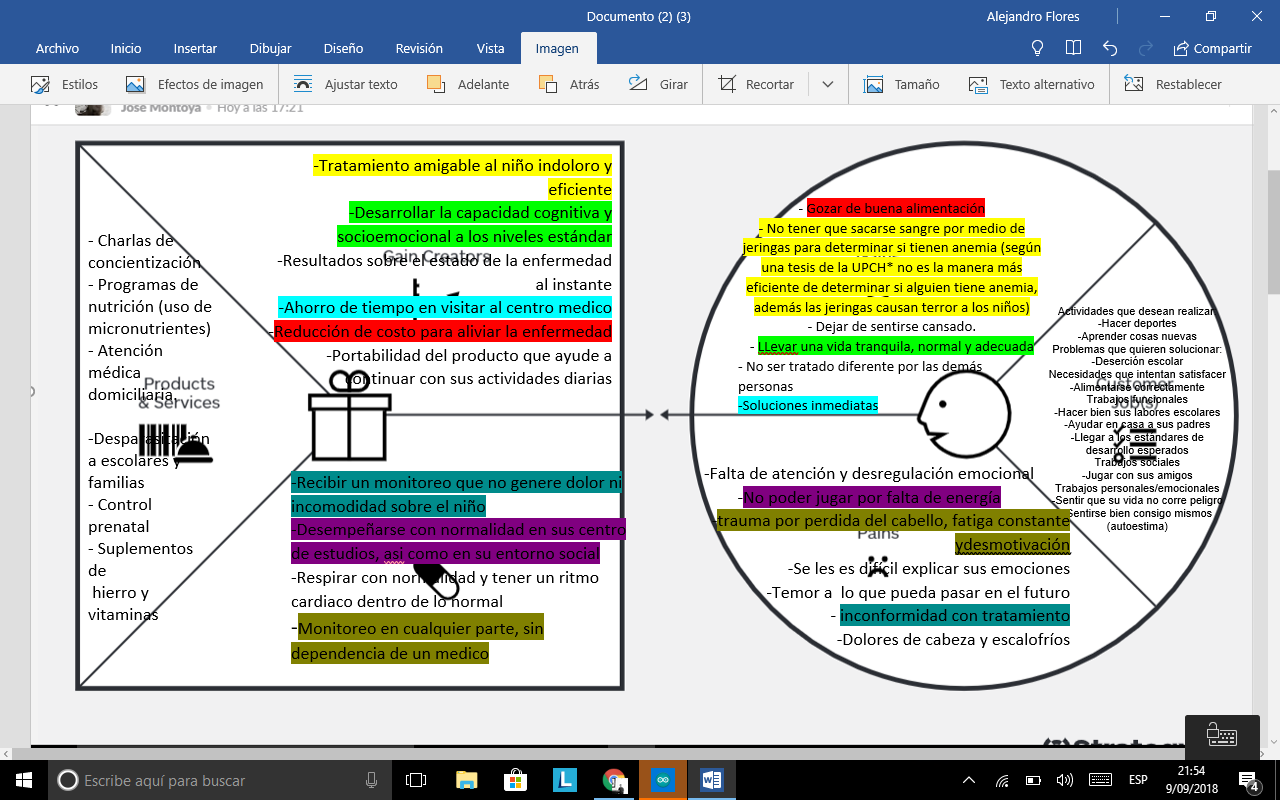 Documento (2) (3)
Alejandro Flores
Archivo
Inicio
Insertar
Dibujar
Diseño
Revisión
Vista
Imagen
Compartir
Estilos
Efectos de imagen
Ajustar texto
Adelante
Atrás
Girar
Recortar
Tamaño
Texto alternativo
Restablecer
José Montoya • Hoy a las 17:21
- Charlas de
concientización
- Programas de
nutrición (uso de
micronutrientes)
- Atención
médica
domiciliaria.
Products
& Services
-Desparasitación
a escolares y
familias
- Control
prenatal
- Suplementos
de
hierro y
vitaminas
-Tratamiento amigable al niño indoloro y
eficiente
-Desarrollar la capacidad cognitiva y
socioemocional a los niveles estándar
Gain Creators
-Resultados sobre el estado de la enfermedad
al instante
-Ahorro de tiempo en visitar al centro medico
-Reducción de costo para aliviar la enfermedad
-Portabilidad del producto que ayude a
continuar con sus actividades diarias
-Recibir un monitoreo que no genere dolor ni
incomodidad sobre el niño
-Desempeñarse con normalidad en sus centro
de estudios, asi como en su entorno social
-Respirar con normalidad y tener un ritmo
cardiaco dentro de lo normal
-Monitoreo en cualquier parte, sin
dependencia de un medico
- Gozar de buena alimentación
- No tener que sacarse sangre por medio de
jeringas para determinar si tienen anemia (según
una tesis de la UPCH* no es la manera más
eficiente de determinar si alguien tiene anemia,
además las jeringas causan terror a los niños)
- Dejar de sentirse cansado.
- LLevar una vida tranquila, normal y adecuada
- No ser tratado diferente por las demás
personas
-Soluciones inmediatas
-Falta de atención y desregulación emocional
-No poder jugar por falta de energía
-trauma por perdida del cabello, fatiga constante
ydesmotivación
Pains
-Se les es difícil explicar sus emociones
-Temor a lo que pueda pasar en el futuro
- inconformidad con tratamiento
-Dolores de cabeza y escalofríos
Actividades que desean realizar:
-Hacer deportes
-Aprender cosas nuevas
Problemas que quieren solucionar:
-Deserción escolar
Necesidades que intentan satisfacer
-Alimentarse correctamente
Customer
Trabajos funcionales
Job(s)
-Hacer bien sus labores escolares
-Ayudar en casa a sus padres
-Llegar a los estándares de
desarrollo esperados
Trabajos sociales
-Jugar con sus amigos
Trabajos personales/emocionales
-Sentir que su vida no corre peligro
-Sentirse bien consigo mismos
(autoestima)
Escribe aquí para buscar
ESP
21:54
9/09/2018
4